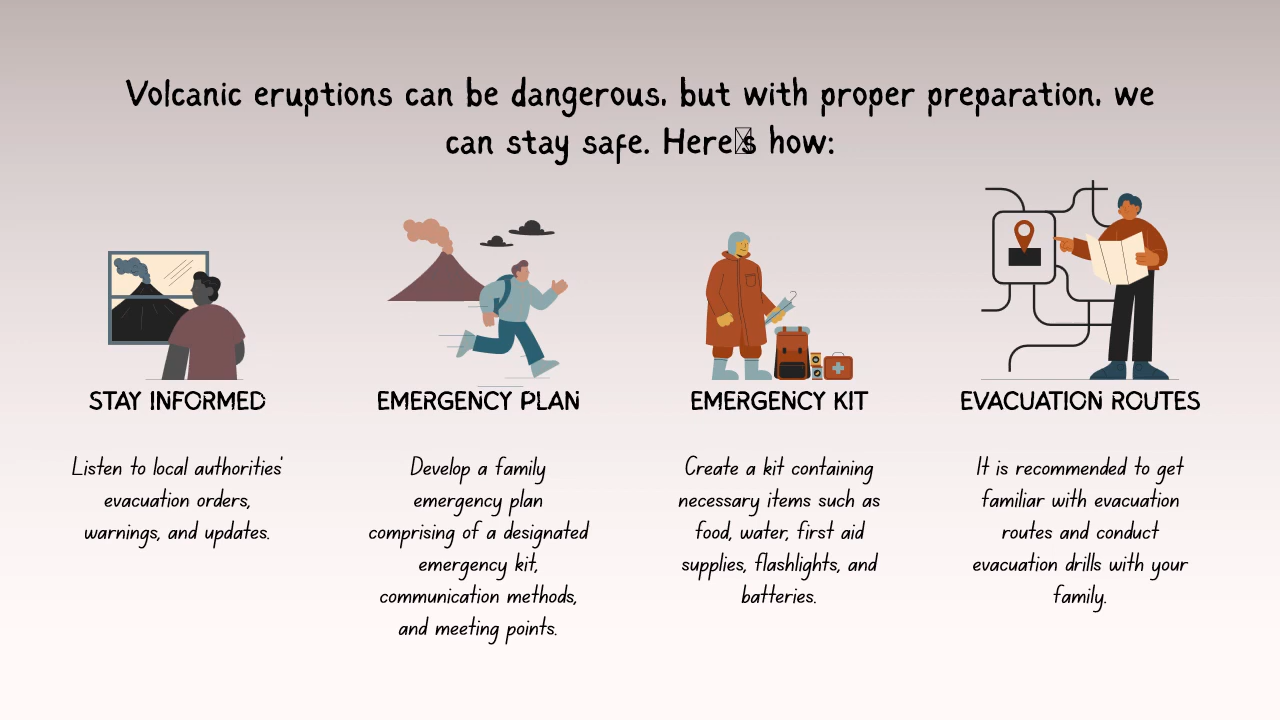 Volcanic eruptions can be dangerous, but with proper preparation, we
can stay safe. Here's how:
STAY INFORMED
Listen to local authorities'
evacuation orders,
warnings, and updates.
EMERGENCY PLAN
Develop a family
emergency plan
comprising of a designated
emergency kit,
communication methods,
and meeting points.
EMERGENCY KIT
Create a kit containing
necessary items such as
food, water, first aid
supplies, flashlights, and
batteries.
EVACUATION ROUTES
It is recommended to get
familiar with evacuation
routes and conduct
evacuation drills with your
family.